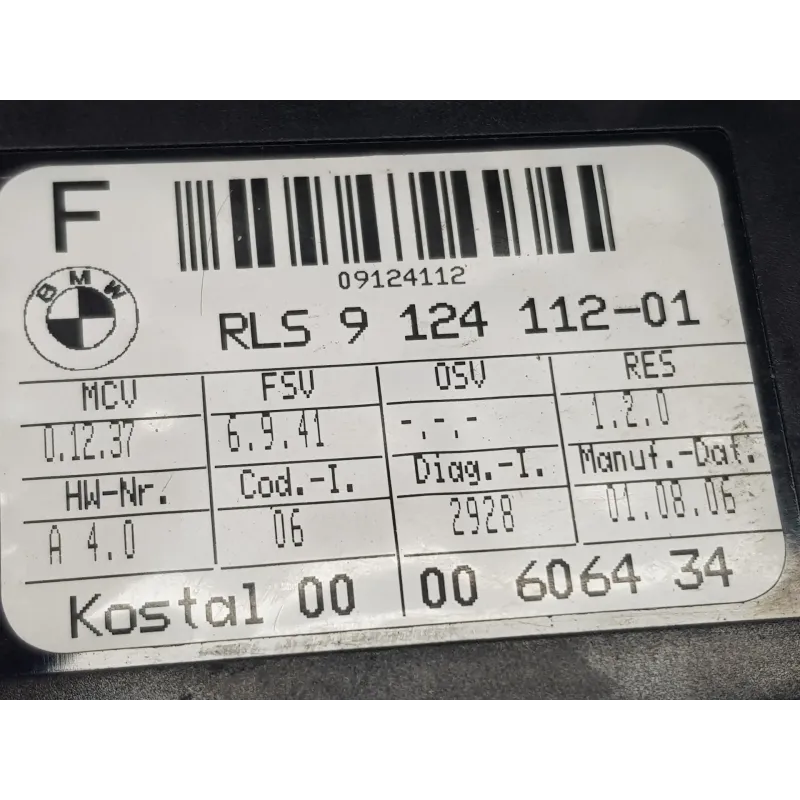 F
09124112
BMW
RLS 9 124 112-01
MCV FSV OSV RES
0.12.37 6.9.41 -.-.- 1.2.0
HW-Nr. Cod.-I. Diag.-I. Manuf.-Dat.
A 4.0 06 2928 01.08.06
Kostal 00 00 6064 34